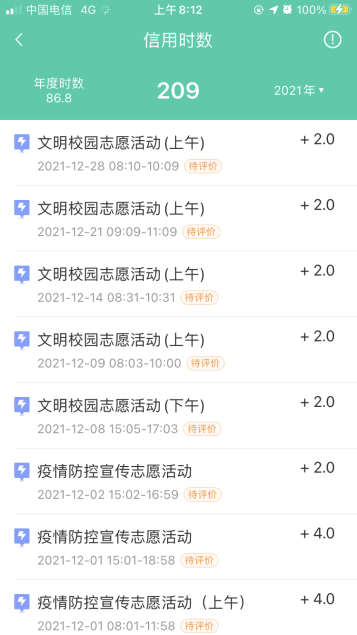 中国电信 4G 上午8:12 100%
信用时数
年度时数
86.8
209
2021年
文明校园志愿活动(上午)
+ 2.0
2021-12-28 08:10-10:09 待评价
文明校园志愿活动(上午)
+ 2.0
2021-12-21 09:09-11:09 待评价
文明校园志愿活动(上午)
+ 2.0
2021-12-14 08:31-10:31 待评价
文明校园志愿活动(上午)
+ 2.0
2021-12-09 08:03-10:00 待评价
文明校园志愿活动(下午)
+ 2.0
2021-12-08 15:05-17:03 待评价
疫情防控宣传志愿活动
+ 2.0
2021-12-02 15:02-16:59 待评价
疫情防控宣传志愿活动
+ 4.0
2021-12-01 15:01-18:58 待评价
疫情防控宣传志愿活动（上午）
+ 4.0
2021-12-01 08:01-11:58 待评价